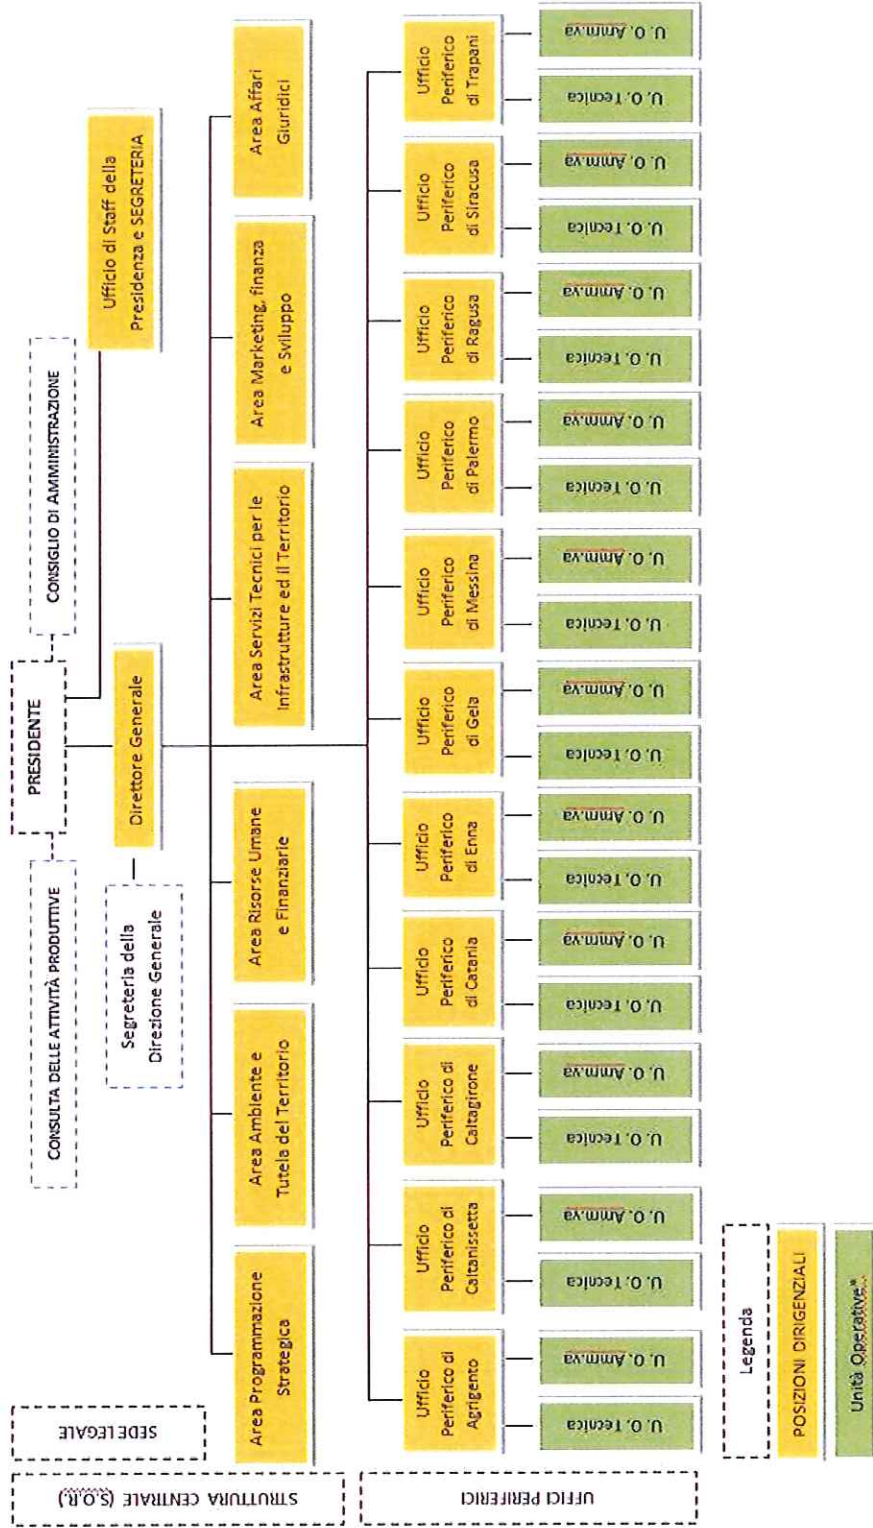 SEDE LEGALE
STRUTTURA CENTRALE (S.O.R.)
UFFICI PERIFERICI
CONSULTA DELLE ATTIVITÀ PRODUTTIVE
PRESIDENTE
CONSIGLIO DI AMMINISTRAZIONE
Segreteria della
Direzione Generale
Direttore Generale
Ufficio di Staff della
Presidenza e SEGRETERIA
Area Programmazione
Strategica
Area Ambiente e
Tutela del Territorio
Area Risorse Umane
e Finanziarie
Area Servizi Tecnici per le
Infrastrutture ed il Territorio
Area Marketing, finanza
e Sviluppo
Area Affari
Giuridici
Ufficio
Periferico di
Agrigento
Ufficio
Periferico di
Caltanissetta
Ufficio
Periferico di
Caltagirone
Ufficio
Periferico
di Catania
Ufficio
Periferico
di Enna
Ufficio
Periferico
di Gela
Ufficio
Periferico
di Messina
Ufficio
Periferico
di Palermo
Ufficio
Periferico
di Ragusa
Ufficio
Periferico
di Siracusa
Ufficio
Periferico
di Trapani
U. O. Tecnica
U. O. Amm.va
U. O. Tecnica
U. O. Amm.va
U. O. Tecnica
U. O. Amm.va
U. O. Tecnica
U. O. Amm.va
U. O. Tecnica
U. O. Amm.va
U. O. Tecnica
U. O. Amm.va
U. O. Tecnica
U. O. Amm.va
U. O. Tecnica
U. O. Amm.va
U. O. Tecnica
U. O. Amm.va
U. O. Tecnica
U. O. Amm.va
U. O. Tecnica
U. O. Amm.va
Legenda
POSIZIONI DIRIGENZIALI
Unità Operative*